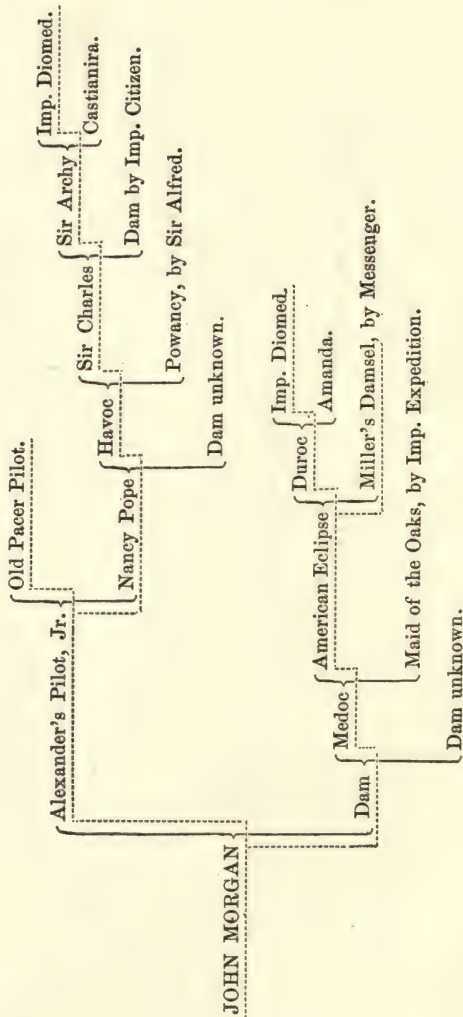 JOHN MORGAN
Alexander's Pilot, Jr.
Old Pacer Pilot.
Nancy Pope
Havoc
Sir Charles
Sir Archy
Imp. Diomed.
Castianira.
Dam by Imp. Citizen.
Powancy, by Sir Alfred.
Dam unknown.
Dam
Medoc
American Eclipse
Duroc
Imp. Diomed.
Amanda.
Miller's Damsel, by Messenger.
Maid of the Oaks, by Imp. Expedition.
Dam unknown.